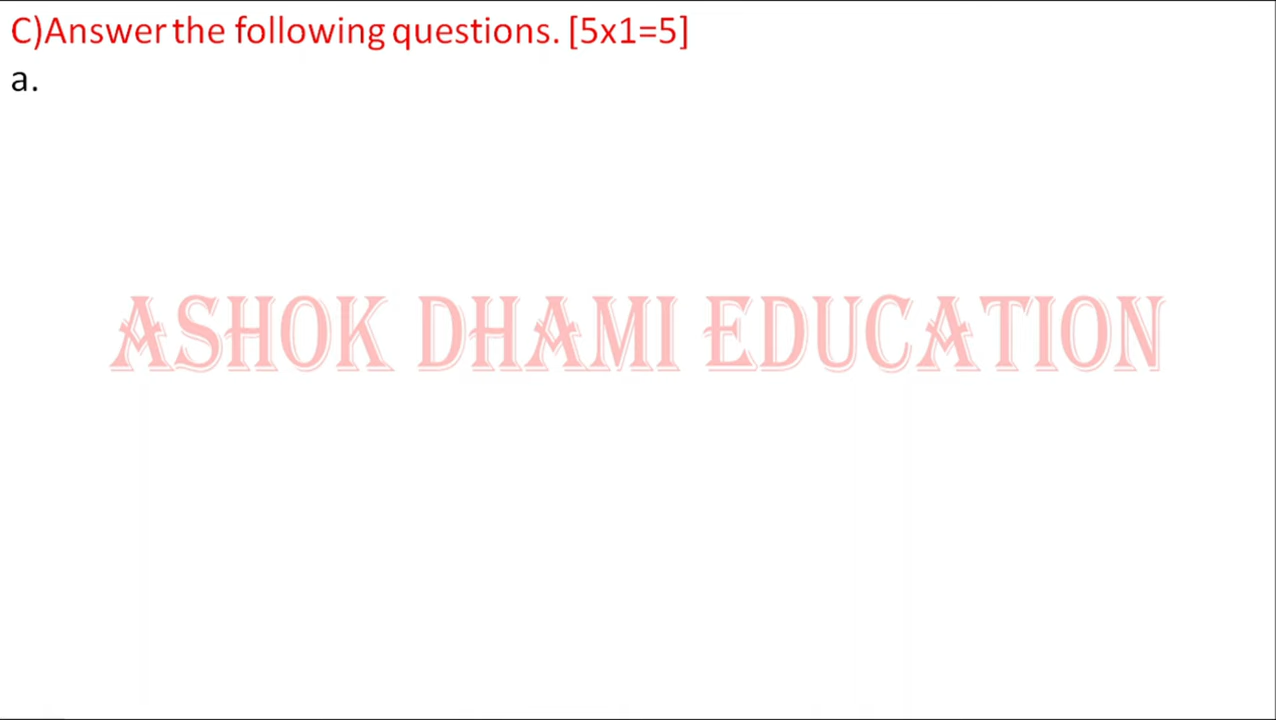 C)Answer the following questions. [5x1=5]
a.
ASHOK DHAMI EDUCATION